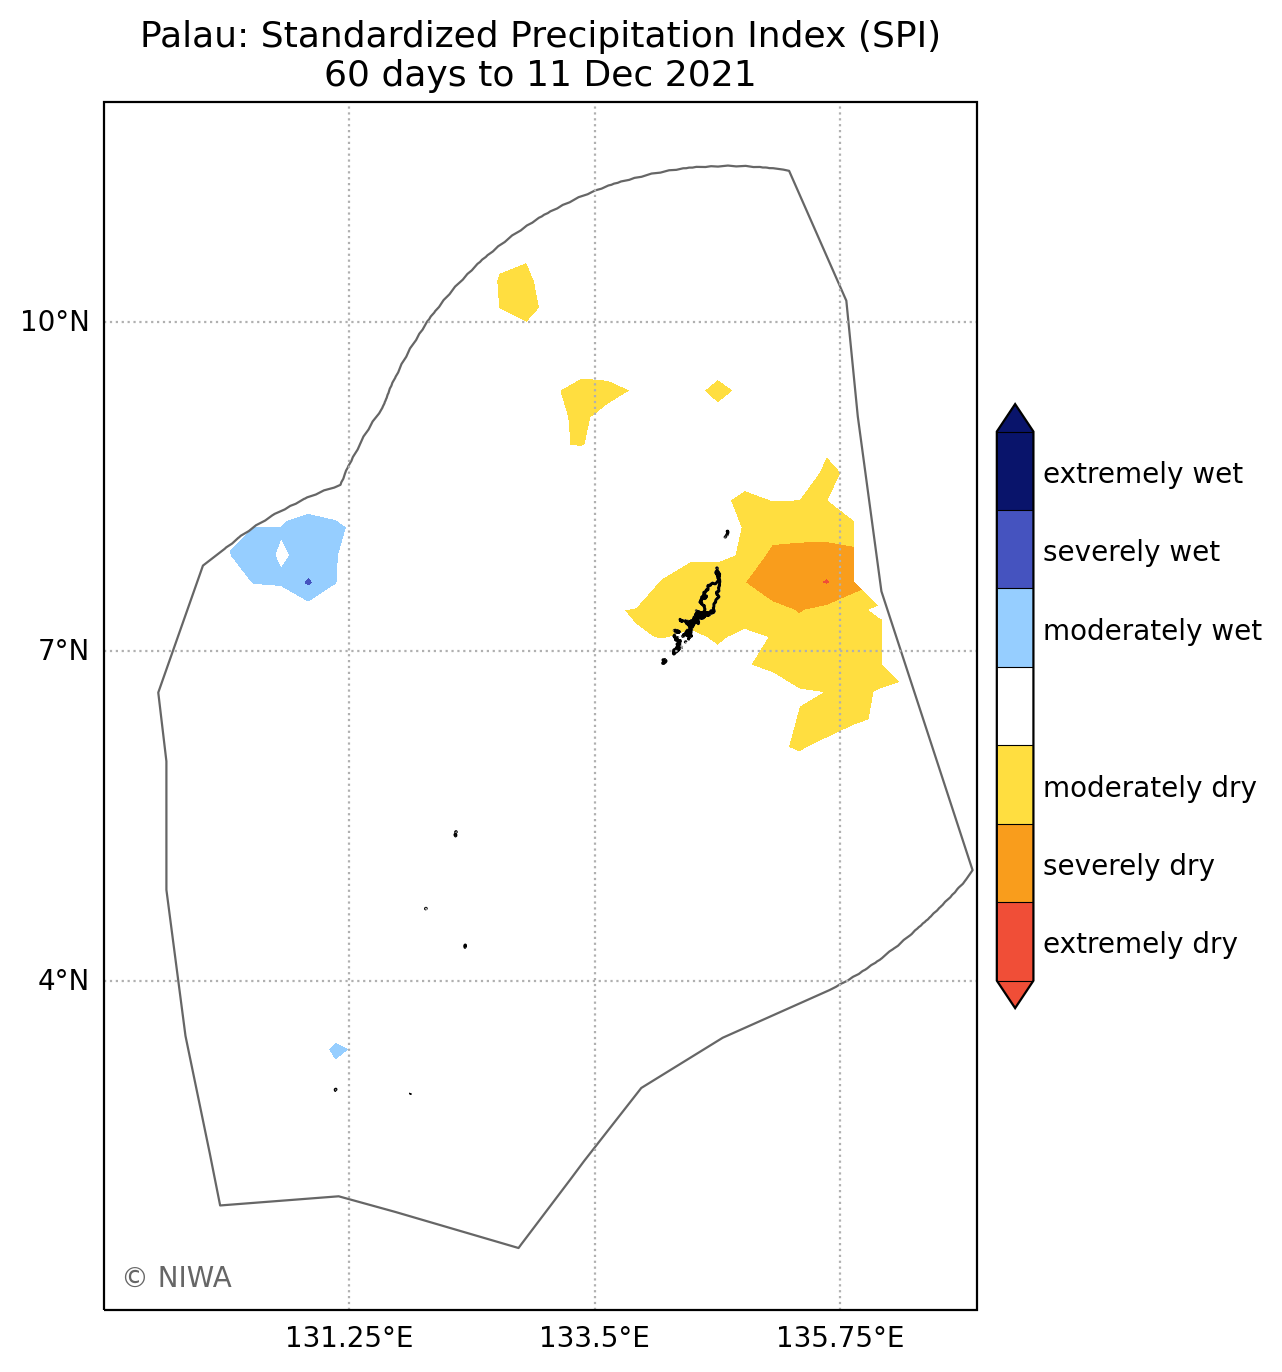 Palau: Standardized Precipitation Index (SPI)
60 days to 11 Dec 2021
10°N
7°N
4°N
131.25°E
133.5°E
135.75°E
extremely wet
severely wet
moderately wet
moderately dry
severely dry
extremely dry
© NIWA